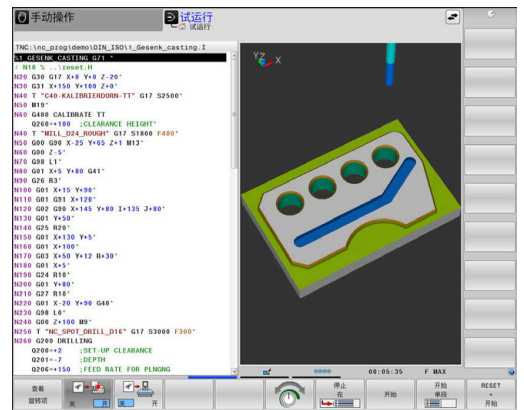 手动操作
试运行
试运行
TNC:\nc_prog\demo\DIN_ISO\1_Gesenk_casting.I
%1_GESENK_CASTING G71 *
/ N10 % ..\reset.H
N20 G30 G17 X+0 Y+0 Z-20*
N30 G31 X+150 Y+100 Z+0*
N40 T "C40-KALIBRIERDORN-TT" G17 S2500*
N50 M19*
N60 G480 CALIBRATE TT
Q260=+100 ;CLEARANCE HEIGHT*
N40 T "MILL_D24_ROUGH" G17 S1800 F400*
N50 G00 G90 X-25 Y+65 Z+1 M13*
N60 G00 Z-5*
N70 G98 L1*
N80 G01 X+5 Y+80 G41*
N90 G26 R3*
N100 G01 X+15 Y+90*
N110 G01 G91 X+120*
N120 G02 G90 X+145 Y+80 I+135 J+80*
N130 G01 Y+50*
N140 G25 R20*
N150 G01 X+130 Y+5*
N160 G01 X+100*
N170 G03 X+50 Y+12 R+30*
N180 G01 X+5*
N190 G24 R10*
N200 G01 Y+80*
N210 G27 R10*
N220 G01 X-20 Y+90 G40*
N230 G98 L0*
N240 G00 Z+100 M9*
N250 T "NC_SPOT_DRILL_D16" G17 S3000 F300*
N260 G200 DRILLING
Q200=+2 ;SET-UP CLEARANCE
Q201=-7 ;DEPTH
Q206=+150 ;FEED RATE FOR PLNGNG
YZ X
00:05:35 F MAX
查看
旋转项
关 开
关 开
停止
在
开始
开始
单段
RESET
+
开始